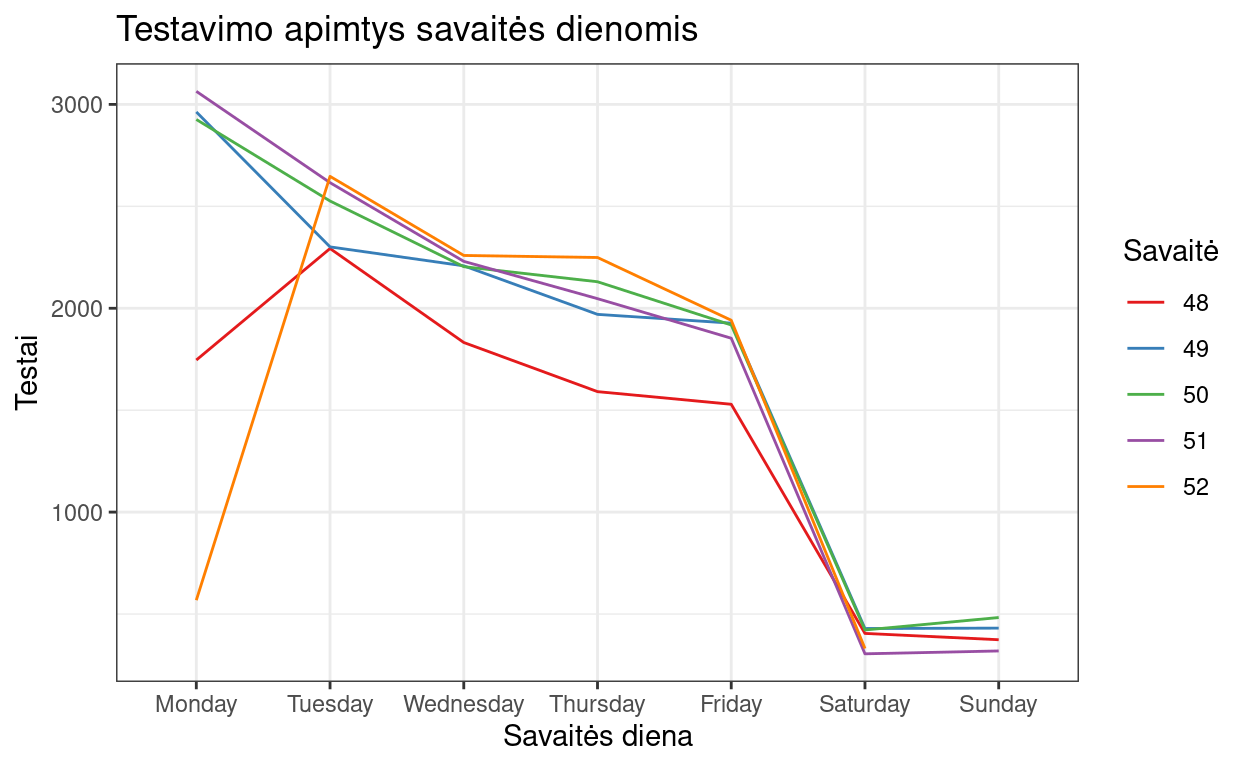 Testavimo apimtys savaitės dienomis
3000
2000
1000
Testai
Monday Tuesday Wednesday Thursday Friday Saturday Sunday
Savaitės diena
Savaitė
48
49
50
51
52